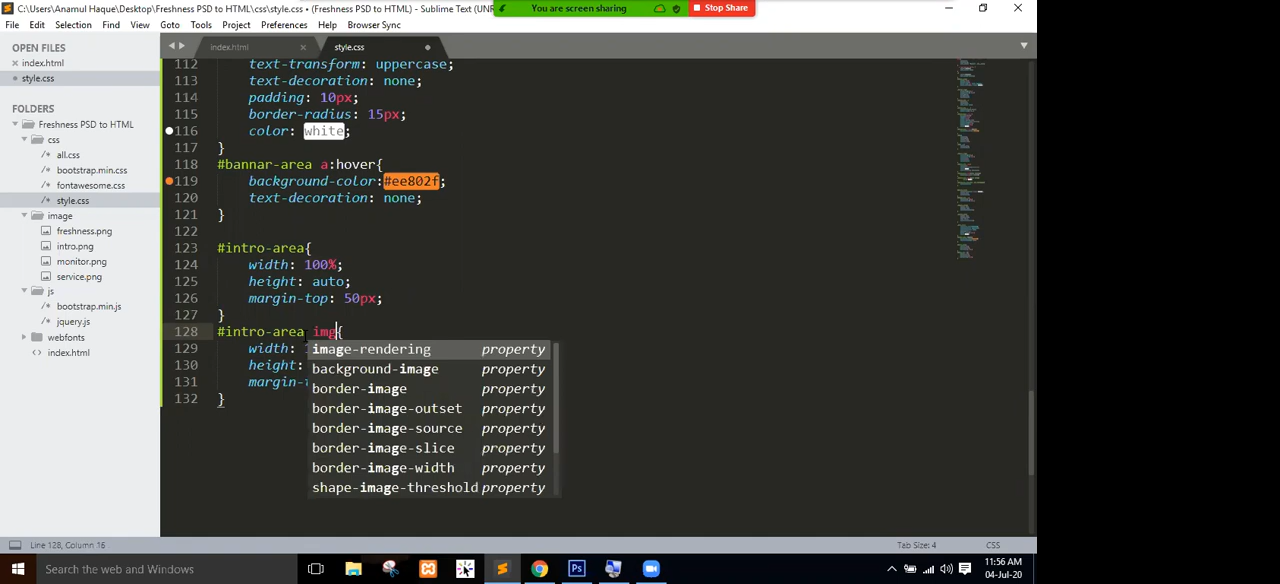 C:\Users\Anamul Haque\Desktop\Freshness PSD to HTML\css\style.css • (Freshness PSD to HTML) - Sublime Text (UNR
You are screen sharing
Stop Share
File Edit Selection Find View Goto Tools Project Preferences Help Browser Sync
OPEN FILES
index.html
style.css
FOLDERS
Freshness PSD to HTML
css
/* all.css
/* bootstrap.min.css
/* fontawesome.css
/* style.css
image
freshness.png
intro.png
monitor.png
service.png
js
/* bootstrap.min.js
/* jquery.js
webfonts
<> index.html
index.html
style.css
112 text-transform: uppercase;
113 text-decoration: none;
114 padding: 10px;
115 border-radius: 15px;
116 color: white;
117 }
118 #bannar-area a:hover{
119 background-color:#ee802f;
120 text-decoration: none;
121 }
122
123 #intro-area{
124 width: 100%;
125 height: auto;
126 margin-top: 50px;
127 }
128 #intro-area img{
129 width:
130 height:
131 margin-
132 }
image-rendering property
background-image property
border-image property
border-image-outset property
border-image-source property
border-image-slice property
border-image-width property
shape-image-threshold property
Line 128, Column 16
Tab Size: 4
CSS
Search the web and Windows
11:56 AM
04-Jul-20